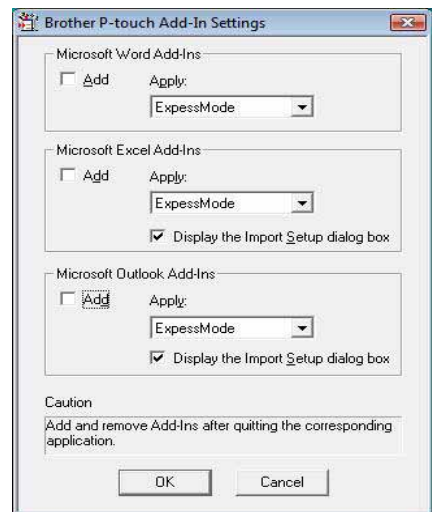 Brother P-touch Add-In Settings
Microsoft Word Add-Ins
Add Apply:
ExpessMode
Microsoft Excel Add-Ins
Add Apply:
ExpessMode
Display the Import Setup dialog box
Microsoft Outlook Add-Ins
Add Apply:
ExpessMode
Display the Import Setup dialog box
Caution
Add and remove Add-Ins after quitting the corresponding
application.
OK Cancel